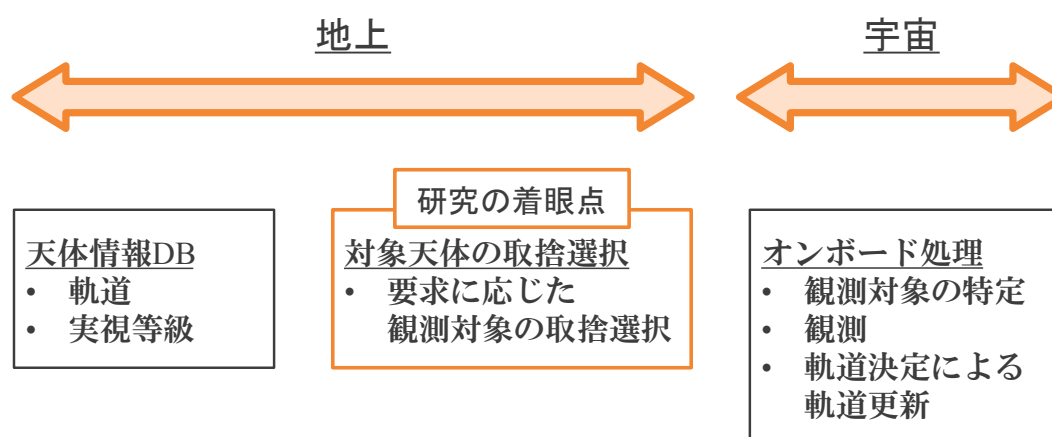 地上
宇宙
研究の着眼点
天体情報DB
• 軌道
• 実視等級
対象天体の取捨選択
• 要求に応じた
観測対象の取捨選択
オンボード処理
• 観測対象の特定
• 観測
• 軌道決定による
軌道更新